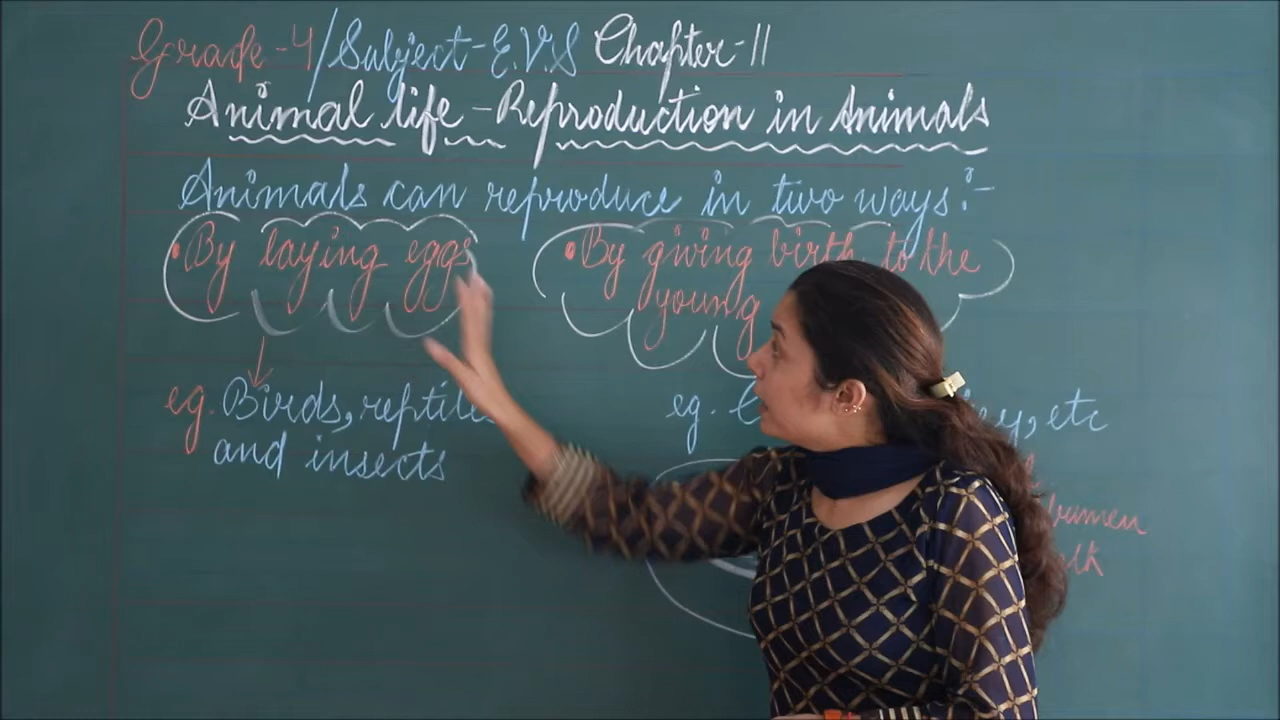 Grade-4/Subject-E.V.S Chapter-11
Animal life-Reproduction in Animals
Animals can reproduce in two ways:-
• By laying eggs
• By giving birth to the
young
eg. Birds, reptiles
and insects
eg. etc